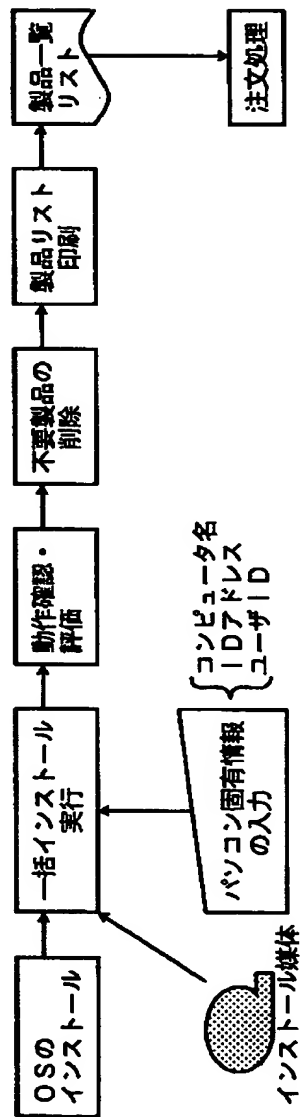 OSの
インストール
一括インストール
実行
動作確認・
評価
不要製品の
削除
製品リスト
印刷
製品一覧
リスト
注文処理
インストール媒体
パソコン固有情報
の入力
コンピュータ名
IDアドレス
ユーザID